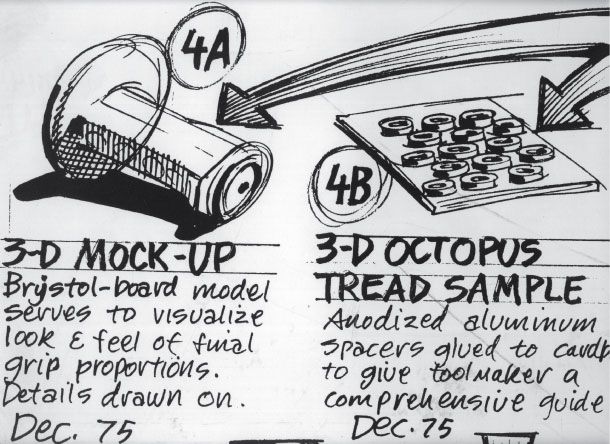 4A
3-D MOCK-UP
Brystol-board model
serves to visualize
look & feel of final
grip proportions.
Details drawn on.
Dec. 75
4B
3-D OCTOPUS
TREAD SAMPLE
Anodized aluminum
spacers glued to cardb
to give toolmaker a
comprehensive guide
Dec. 75